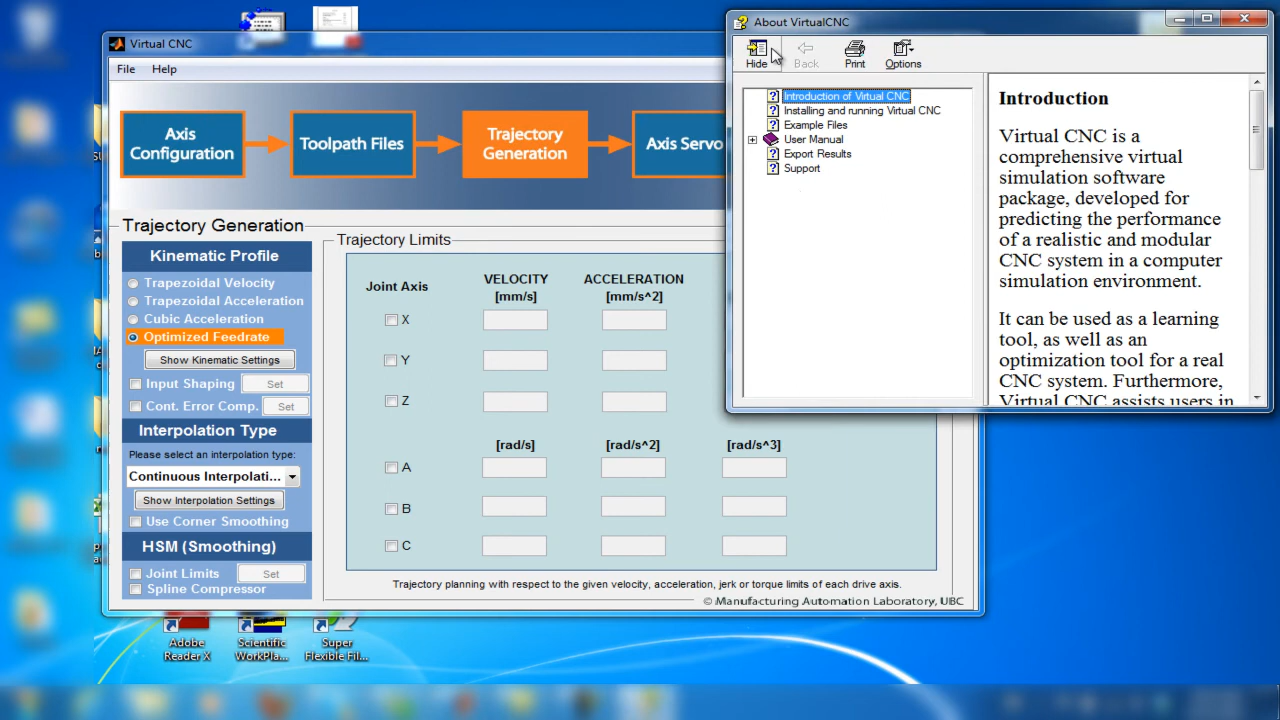 Virtual CNC
File Help
Axis
Configuration
Toolpath Files
Trajectory
Generation
Axis Servo
Trajectory Generation
Kinematic Profile
Trapezoidal Velocity
Trapezoidal Acceleration
Cubic Acceleration
Optimized Feedrate
Show Kinematic Settings
Input Shaping Set
Cont. Error Comp. Set
Interpolation Type
Please select an interpolation type:
Continuous Interpolati...
Show Interpolation Settings
Use Corner Smoothing
HSM (Smoothing)
Joint Limits Set
Spline Compressor
Trajectory Limits
Joint Axis
VELOCITY
[mm/s]
ACCELERATION
[mm/s^2]
X
Y
Z
[rad/s] [rad/s^2] [rad/s^3]
A
B
C
Trajectory planning with respect to the given velocity, acceleration, jerk or torque limits of each drive axis.
© Manufacturing Automation Laboratory, UBC
About VirtualCNC
Hide Back Print Options
Introduction of Virtual CNC
Installing and running Virtual CNC
Example Files
User Manual
Export Results
Support
Introduction
Virtual CNC is a
comprehensive virtual
simulation software
package, developed for
predicting the performance
of a realistic and modular
CNC system in a computer
simulation environment.
It can be used as a learning
tool, as well as an
optimization tool for a real
CNC system. Furthermore,
Virtual CNC assists users in
Adobe
Reader X
Scientific
WorkPla...
Super
Flexible Fil...